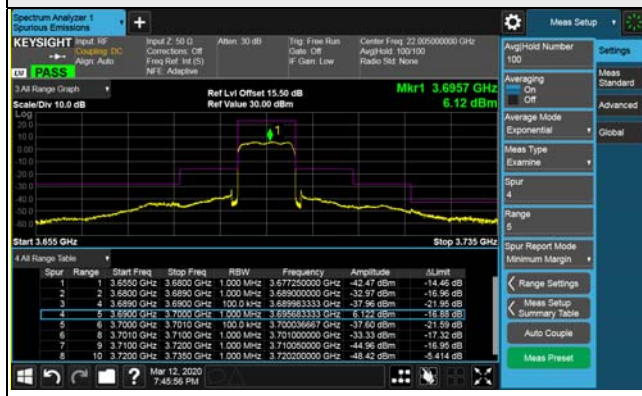 Spectrum Analyzer 1
Spurious Emissions
Meas Setup
KEYSIGHT Input: RF
Coupling: DC
Align: Auto
Input Z: 50 Ω
Corrections: Off
Freq Ref: Int (S)
NFE: Adaptive
Atten: 30 dB
Trig: Free Run
Gate: Off
IF Gain: Low
Center Freq: 22.005000000 GHz
Avg|Hold: 100/100
Radio Std: None
PASS
3 All Range Graph
Scale/Div 10.0 dB
Ref Lvl Offset 15.50 dB
Ref Value 30.00 dBm
Mkr1 3.6957 GHz
6.12 dBm
Log
20.0
10.0
0.00
-10.0
-20.0
-30.0
-40.0
-50.0
-60.0
1
Start 3.655 GHz
Stop 3.735 GHz
4 All Range Table
Spur Range Start Freq Stop Freq RBW Frequency Amplitude ΔLimit
1 1 3.6550 GHz 3.6800 GHz 1.000 MHz 3.677250000 GHz -42.47 dBm -14.46 dB
2 2 3.6800 GHz 3.6890 GHz 1.000 MHz 3.689000000 GHz -32.97 dBm -16.96 dB
3 4 3.6890 GHz 3.6900 GHz 100.0 kHz 3.689983333 GHz -37.96 dBm -21.95 dB
4 5 3.6900 GHz 3.7000 GHz 1.000 MHz 3.695683333 GHz 6.122 dBm -16.88 dB
5 6 3.7000 GHz 3.7010 GHz 100.0 kHz 3.700036667 GHz -37.60 dBm -21.59 dB
6 8 3.7010 GHz 3.7100 GHz 1.000 MHz 3.701000000 GHz -33.33 dBm -17.32 dB
7 9 3.7100 GHz 3.7200 GHz 1.000 MHz 3.710050000 GHz -44.96 dBm -16.95 dB
8 10 3.7200 GHz 3.7350 GHz 1.000 MHz 3.720200000 GHz -48.42 dBm -5.414 dB
Mar 12, 2020
7:45:56 PM
Avg|Hold Number
100
Averaging
On
Off
Average Mode
Exponential
Meas Type
Examine
Spur
4
Range
5
Spur Report Mode
Minimum Margin
Range Settings
Meas Setup
Summary Table
Auto Couple
Meas Preset
Settings
Meas
Standard
Advanced
Global